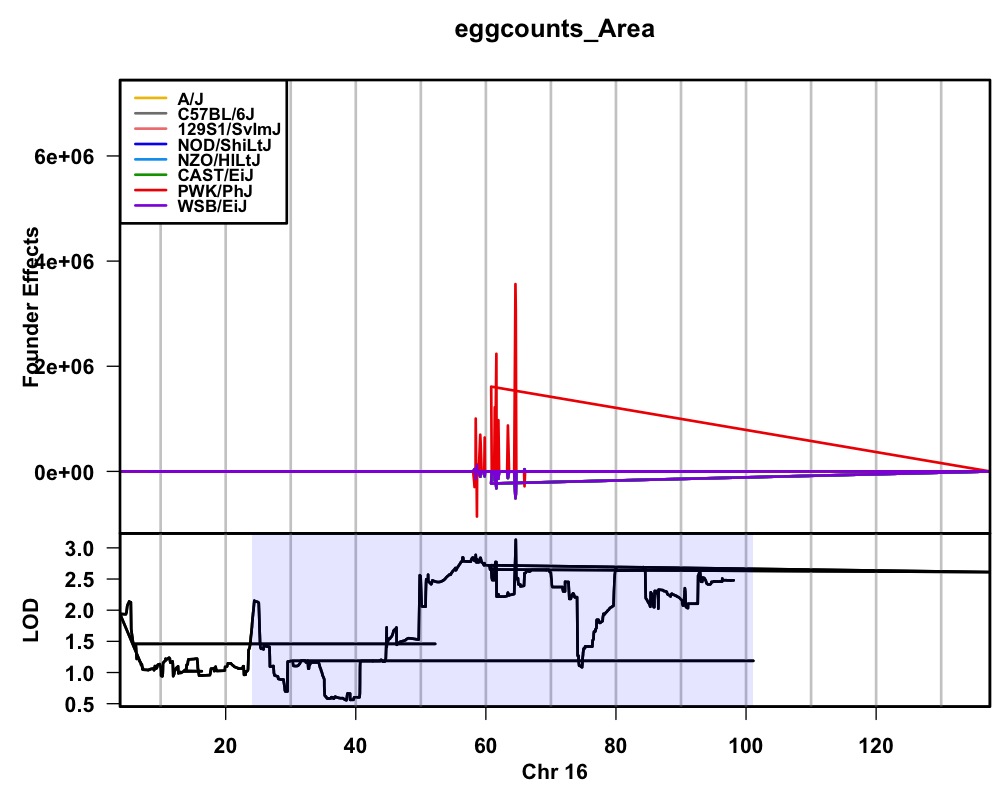 eggcounts_Area
A/J
C57BL/6J
129S1/SvImJ
NOD/ShiLtJ
NZO/HlLtJ
CAST/EiJ
PWK/PhJ
WSB/EiJ
Founder Effects
6e+06
4e+06
2e+06
0e+00
LOD
3.0
2.5
2.0
1.5
1.0
0.5
20 40 60 80 100 120
Chr 16